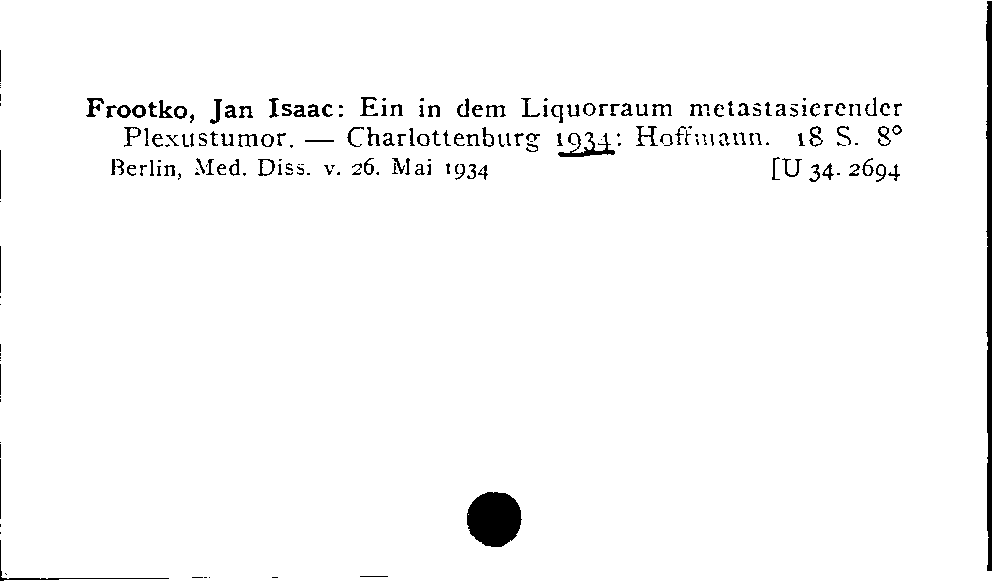 Frootko, Jan Isaac: Ein in dem Liquorraum metastasierender
Plexustumor. — Charlottenburg 1934: Hoffmann. 18 S. 8°
Berlin, Med. Diss. v. 26. Mai 1934 [U 34. 2694